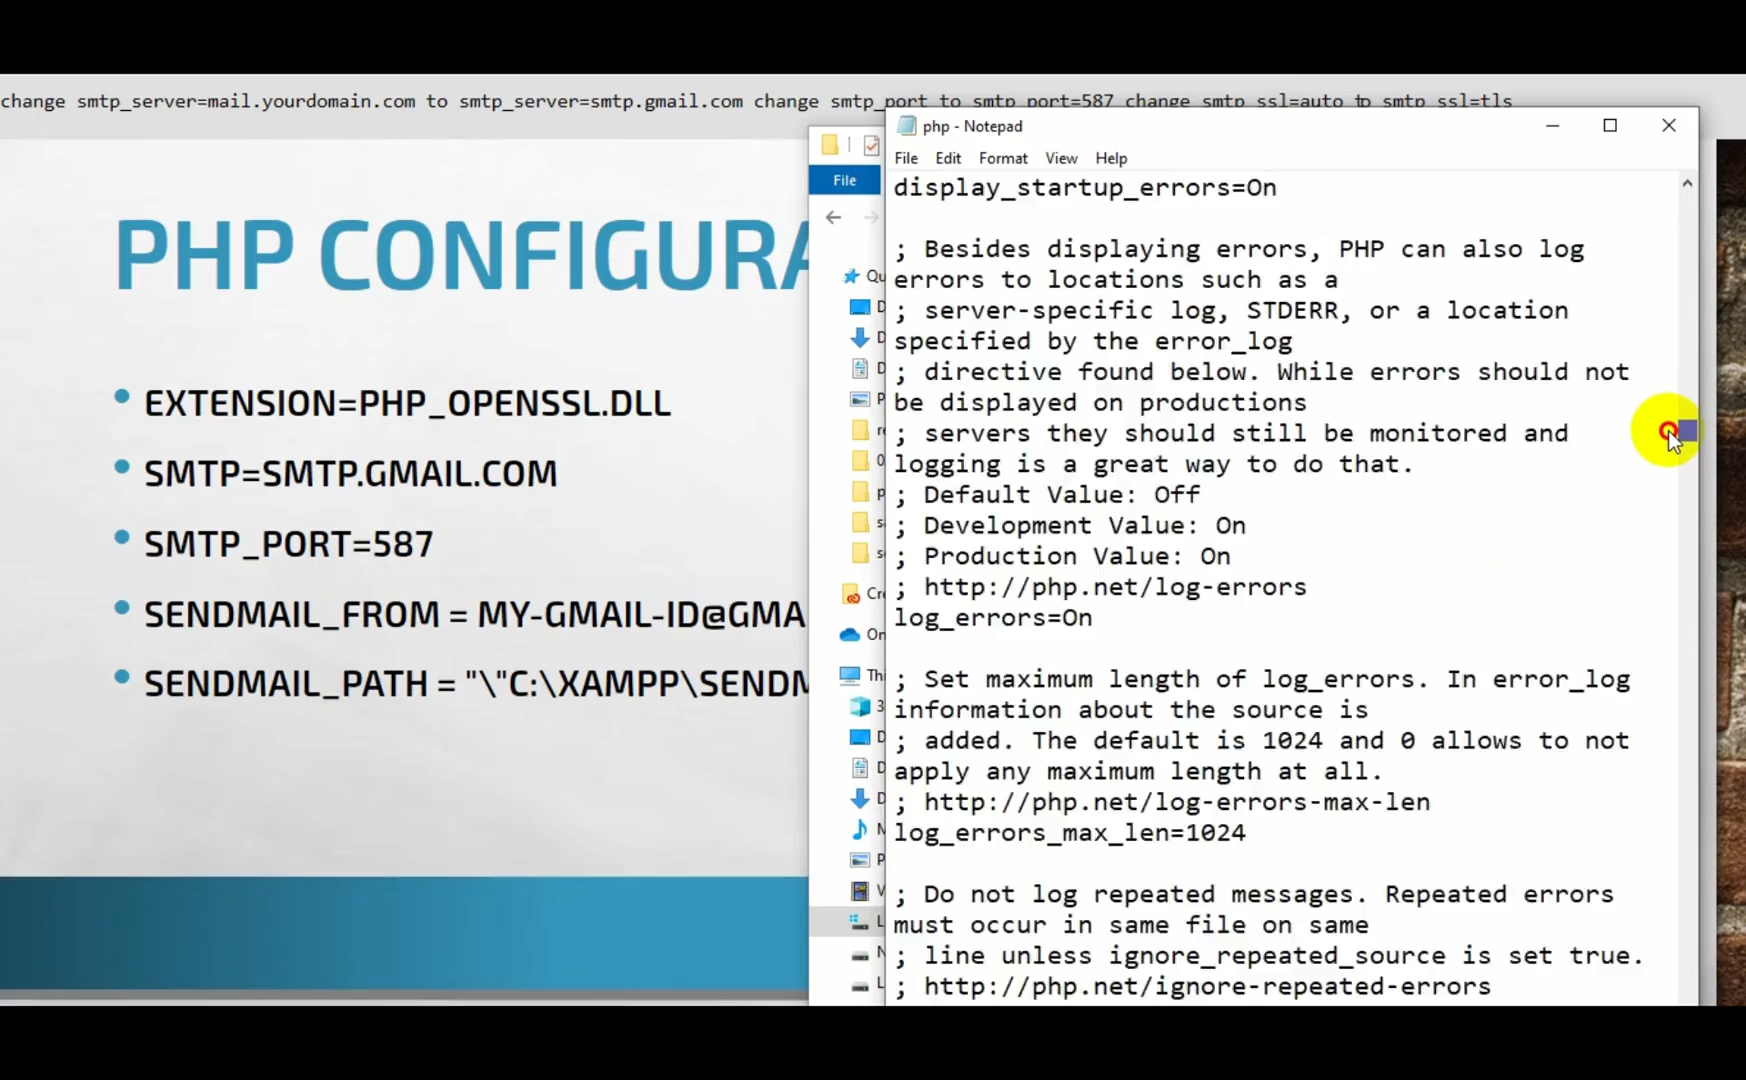 change smtp_server=mail.yourdomain.com to smtp_server=smtp.gmail.com change smtp_port to smtp_port=587 change smtp_ssl=auto to smtp_ssl=tls
PHP CONFIGURA
EXTENSION=PHP_OPENSSL.DLL
SMTP=SMTP.GMAIL.COM
SMTP_PORT=587
SENDMAIL_FROM = MY-GMAIL-ID@GMA
SENDMAIL_PATH = "\"C:\XAMPP\SENDM
File
Qu
D
D
D
P
re
0
p
sa
se
Cre
On
Thi
3
D
D
D
M
P
V
L
N
L
php - Notepad
File Edit Format View Help
display_startup_errors=On
; Besides displaying errors, PHP can also log
errors to locations such as a
; server-specific log, STDERR, or a location
specified by the error_log
; directive found below. While errors should not
be displayed on productions
; servers they should still be monitored and
logging is a great way to do that.
; Default Value: Off
; Development Value: On
; Production Value: On
; http://php.net/log-errors
log_errors=On
; Set maximum length of log_errors. In error_log
information about the source is
; added. The default is 1024 and 0 allows to not
apply any maximum length at all.
; http://php.net/log-errors-max-len
log_errors_max_len=1024
; Do not log repeated messages. Repeated errors
must occur in same file on same
; line unless ignore_repeated_source is set true.
; http://php.net/ignore-repeated-errors